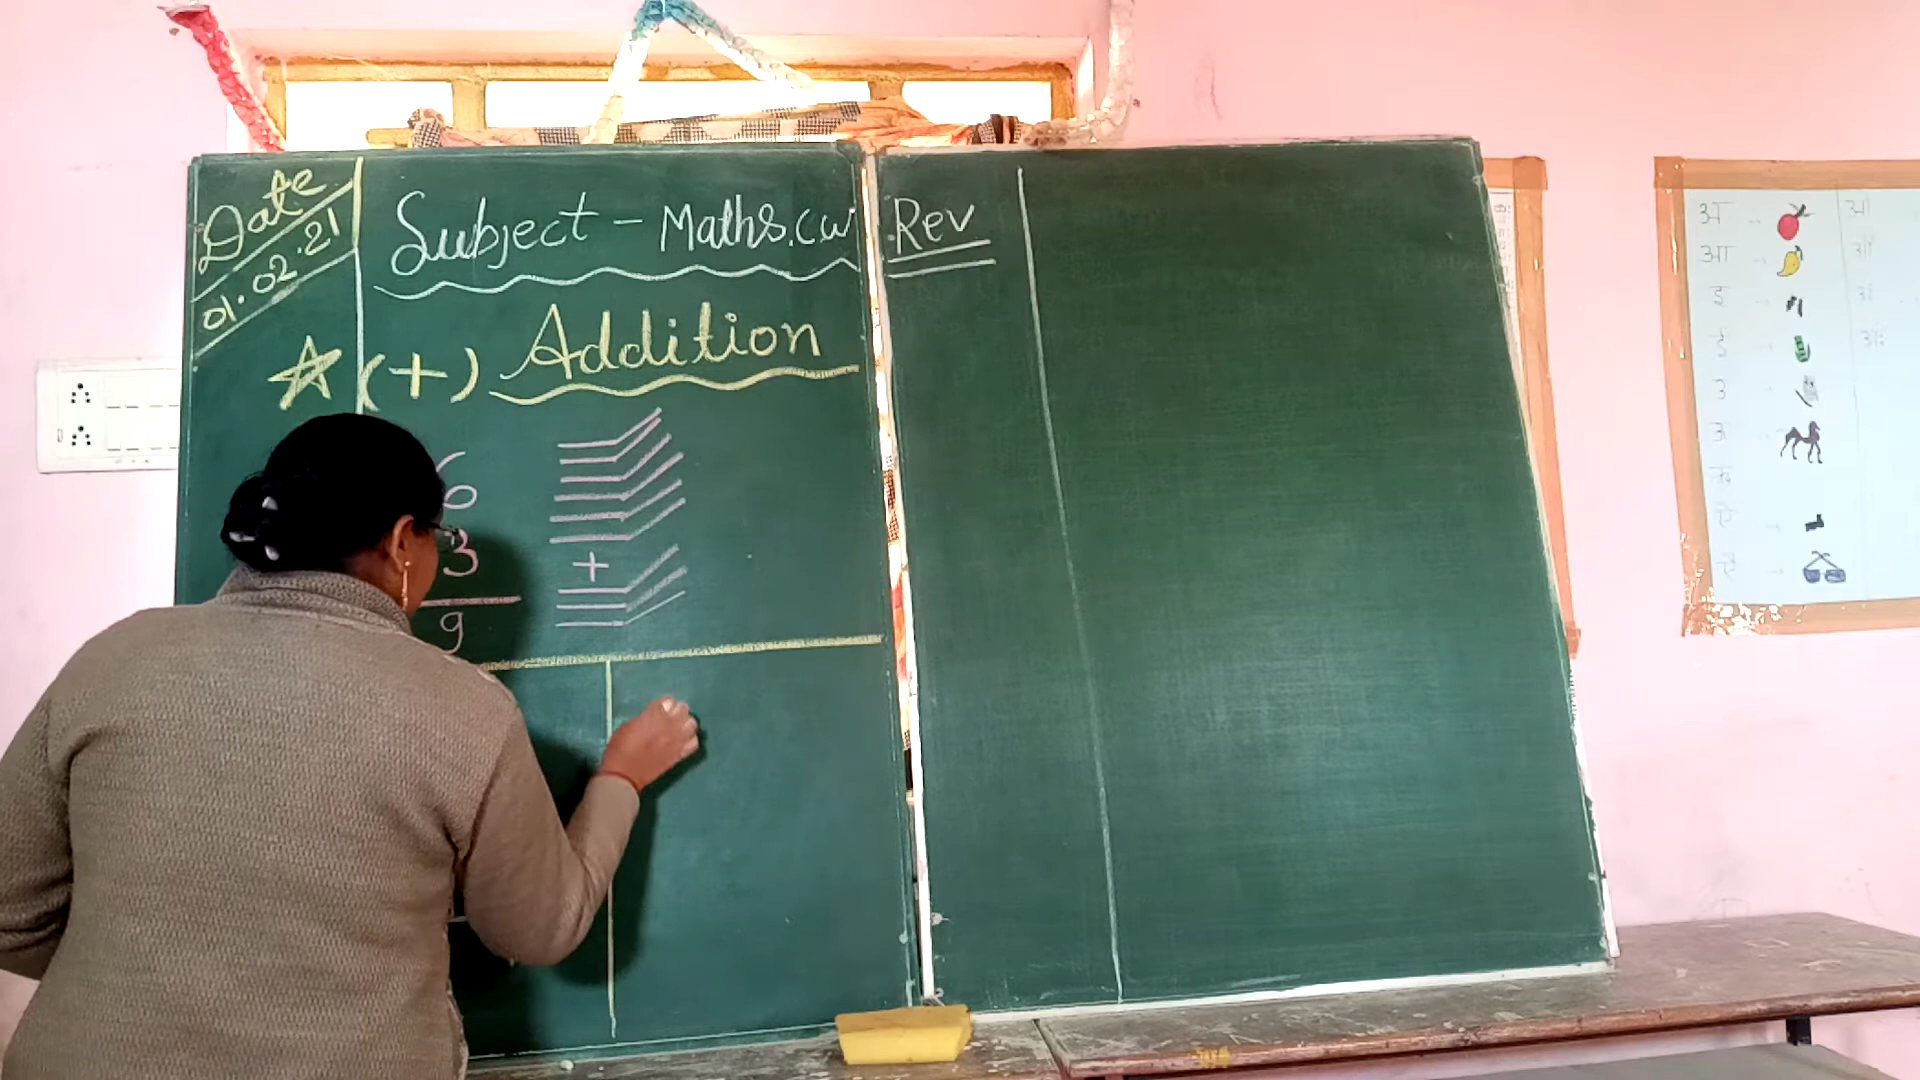 Date
01.02.21
Subject - Maths.cw
(+) Addition
6
3
+
9
Rev
अ → ओ
आ → औ
इ → अं
ई → अः
उ →
ऊ →
ऋ
ए →
ऐ →